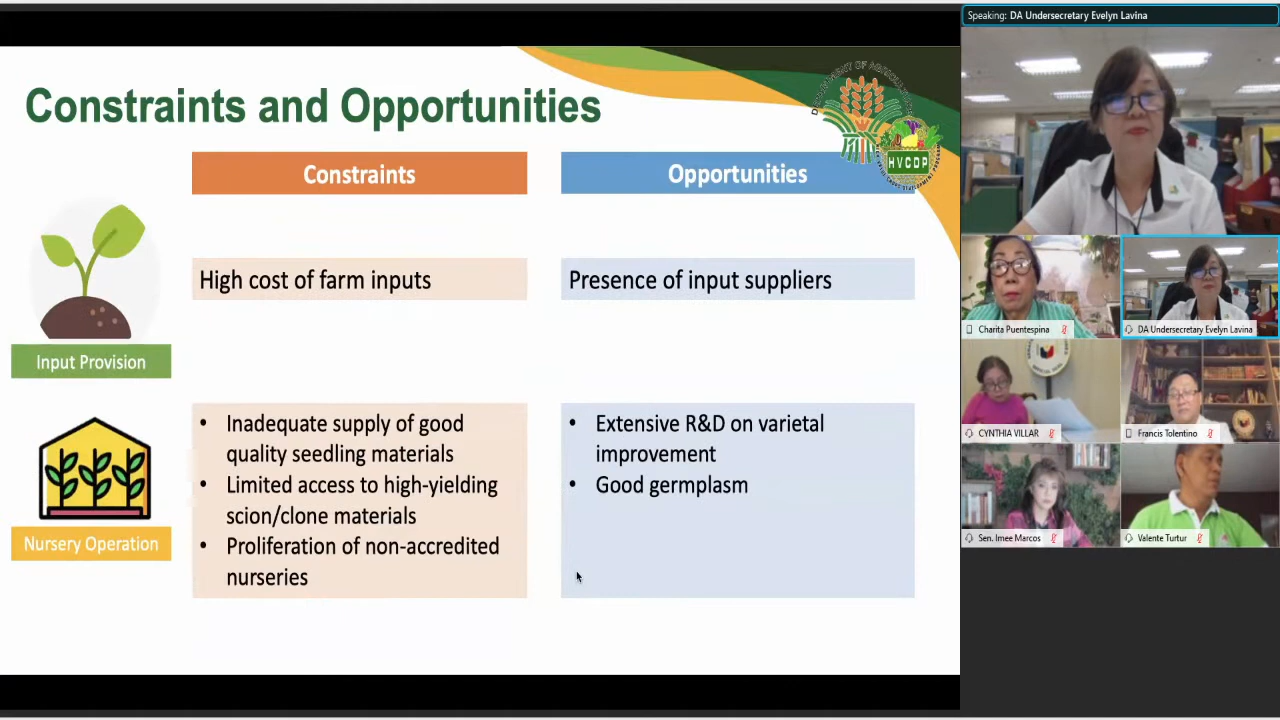 Speaking: DA Undersecretary Evelyn Lavina
Constraints and Opportunities
HVCDP
Constraints
Opportunities
High cost of farm inputs
Presence of input suppliers
Input Provision
• Inadequate supply of good
quality seedling materials
• Limited access to high-yielding
scion/clone materials
• Proliferation of non-accredited
nurseries
• Extensive R&D on varietal
improvement
• Good germplasm
Nursery Operation
Charita Puentespina
DA Undersecretary Evelyn Lavina
CYNTHIA VILLAR
Francis Tolentino
Sen. Imee Marcos
Valente Turtur